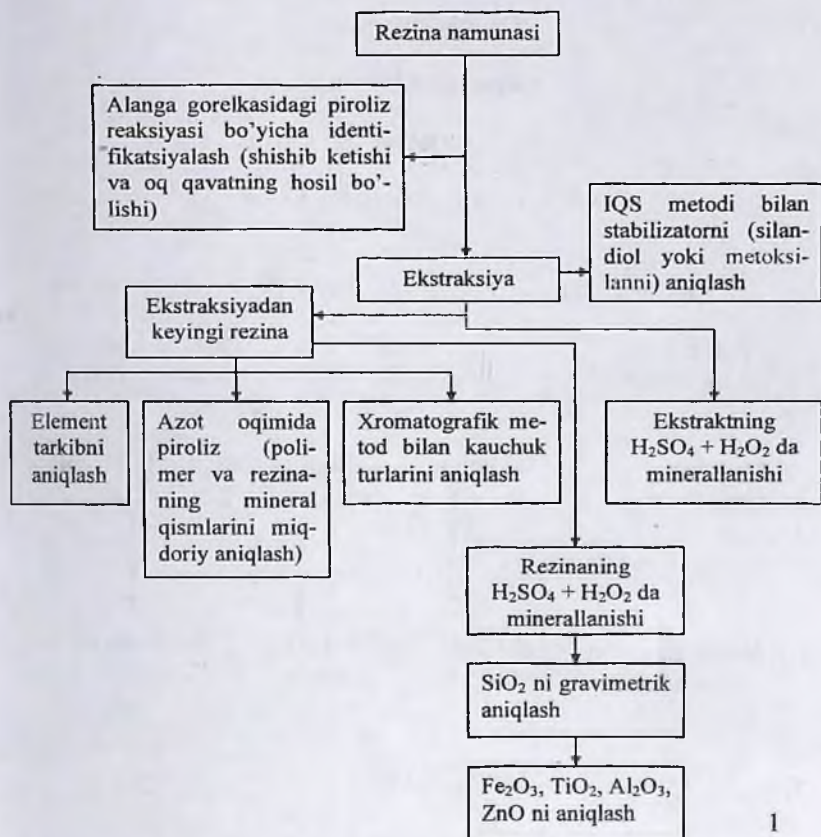 Rezina namunasi
Alanga gorelkasidagi piroliz
reaksiyasi bo'yicha identi-
fikatsiyalash (shishib ketishi
va oq qavatning hosil bo'-
lishi)
IQS metodi bilan
stabilizatorni (silan-
diol yoki metoksi-
lanni) aniqlash
Ekstraksiya
Ekstraksiyadan
keyingi rezina
Element
tarkibni
aniqlash
Azot oqimida
piroliz (poli-
mer va rezina-
ning mineral
qismlarini miq-
doriy aniqlash)
Xromatografik me-
tod bilan kauchuk
turlarini aniqlash
Ekstraktning
H₂SO₄ + H₂O₂ da
minerallanishi
Rezinaning
H₂SO₄ + H₂O₂ da
minerallanishi
SiO₂ ni gravimetrik
aniqlash
Fe₂O₃, TiO₂, Al₂O₃,
ZnO ni aniqlash
1